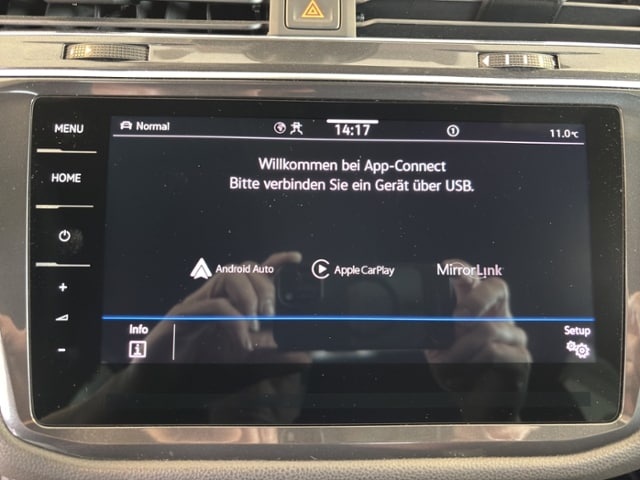 MENU
HOME
Normal
14:17
1
11.0°C
Willkommen bei App-Connect
Bitte verbinden Sie ein Gerät über USB.
Android Auto
Apple CarPlay
MirrorLink
Info
Setup